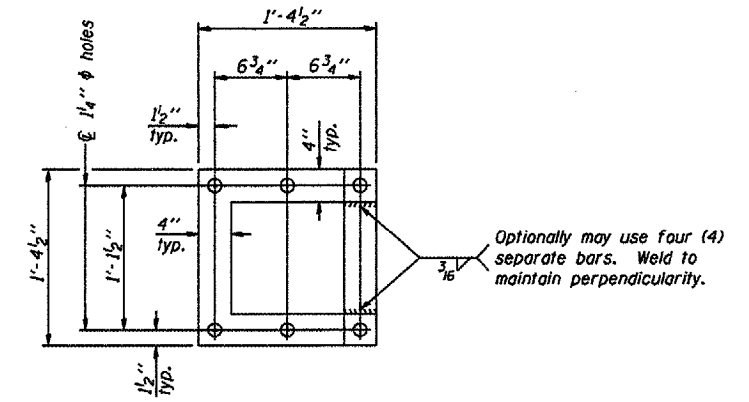 1'-4½"
6¾"
6¾"
℄ 1¼" ϕ holes
1½"
typ.
4"
typ.
4"
typ.
1'-4½"
1'-1½"
1½"
typ.
3/16
Optionally may use four (4)
separate bars. Weld to
maintain perpendicularity.